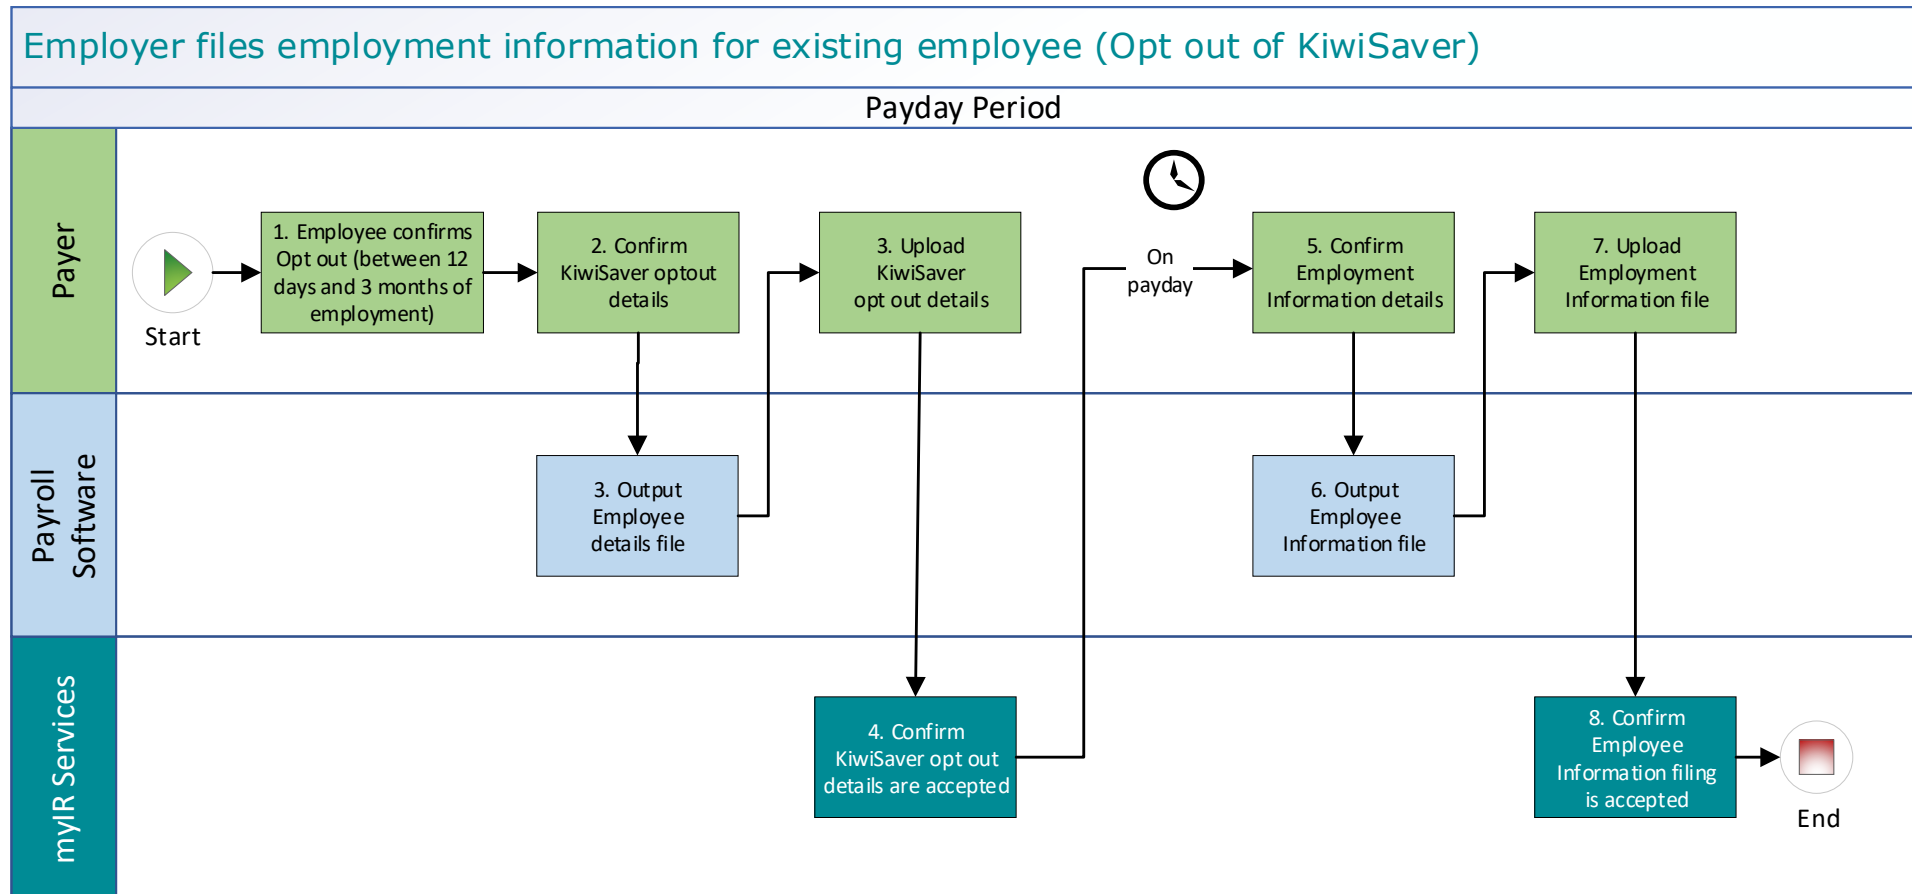 Employer files employment information for existing employee (Opt out of KiwiSaver)
Payday Period
Payer
Start
1. Employee confirms
Opt out (between 12
days and 3 months of
employment)
2. Confirm
KiwiSaver optout
details
3. Upload
KiwiSaver
opt out details
On
payday
5. Confirm
Employment
Information details
7. Upload
Employment
Information file
Payroll
Software
3. Output
Employee
details file
6. Output
Employee
Information file
myIR Services
4. Confirm
KiwiSaver opt out
details are accepted
8. Confirm
Employee
Information filing
is accepted
End